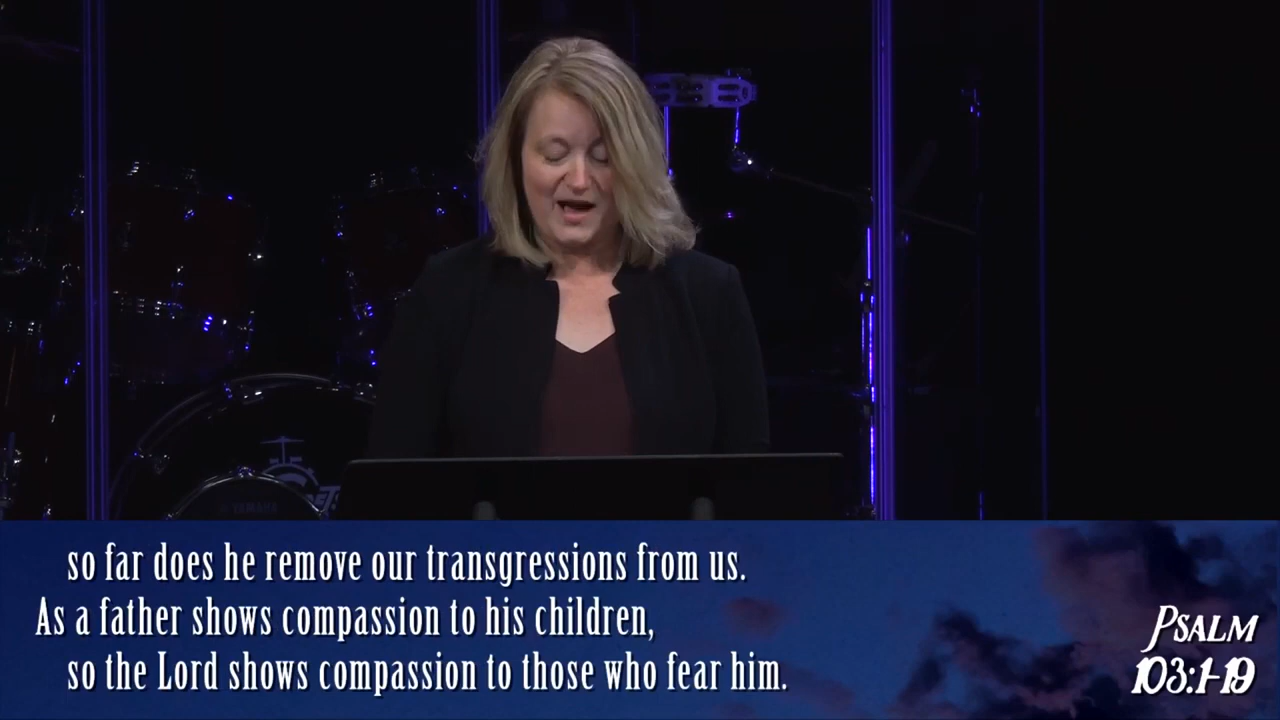 so far does he remove our transgressions from us.
As a father shows compassion to his children,
so the Lord shows compassion to those who fear him.
Psalm
103:1-19
YAMAHA